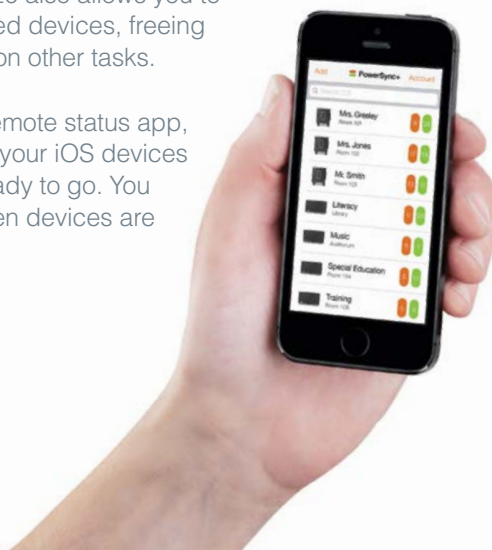 also allows you to
ed devices, freeing
on other tasks.
emote status app,
your iOS devices
ady to go. You
en devices are
Add PowerSync+ Account
Mrs. Greeley
Mrs. Jones
Room 102
Mr. Smith
Room 103
Literacy
Library
Music
Auditorium
Special Education
Room 104
Training